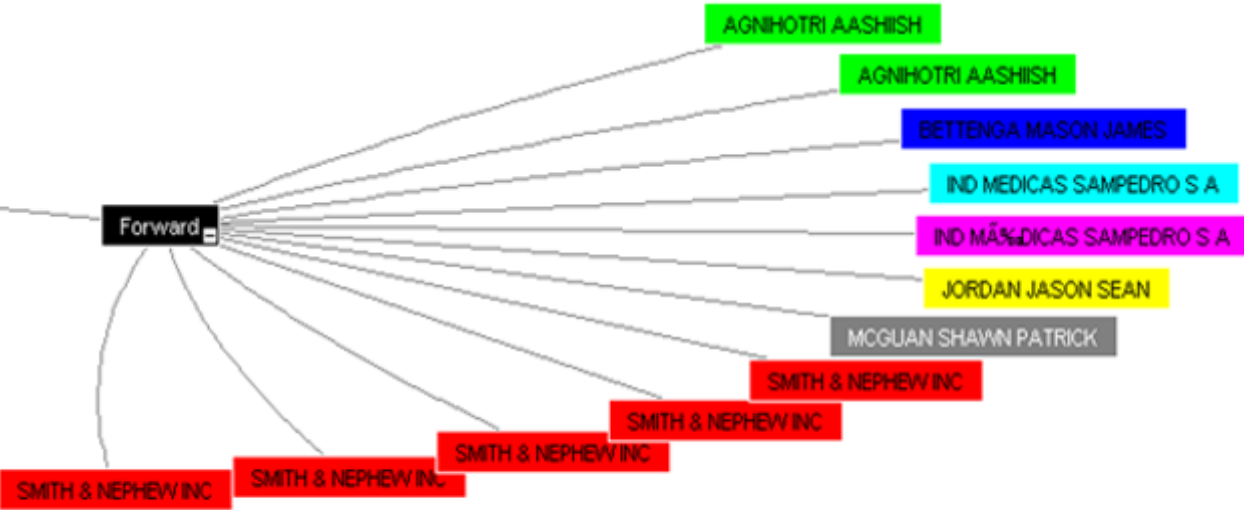 AGNIHOTRI AASHIISH
AGNIHOTRI AASHIISH
BETTENGA MASON JAMES
IND MEDICAS SAMPEDRO S A
Forward
IND MÃ‰DICAS SAMPEDRO S A
JORDAN JASON SEAN
MCGUAN SHAWN PATRICK
SMITH & NEPHEW INC
SMITH & NEPHEW INC
SMITH & NEPHEW INC
SMITH & NEPHEW INC
SMITH & NEPHEW INC